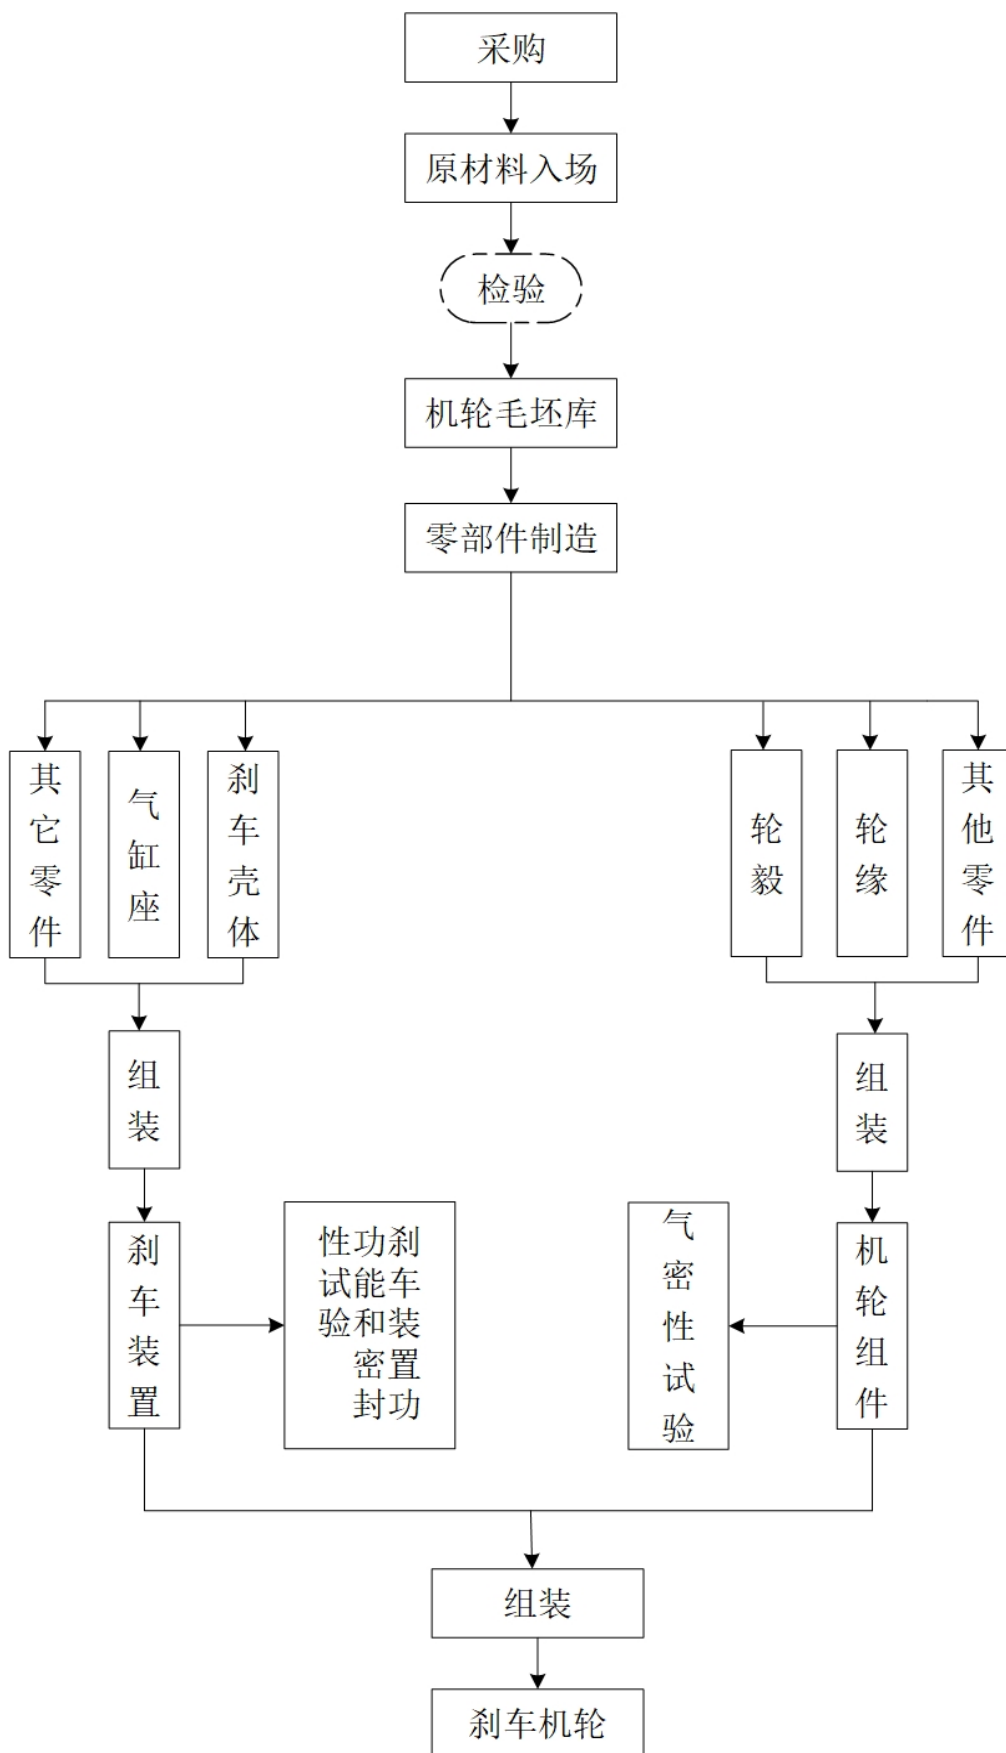 采购
原材料入场
检验
机轮毛坯库
零部件制造
其它零件
气缸座
刹车壳体
轮毅
轮缘
其他零件
组装
组装
刹车装置
刹车装置功
功能和密封
性试验
气密性试验
机轮组件
组装
刹车机轮